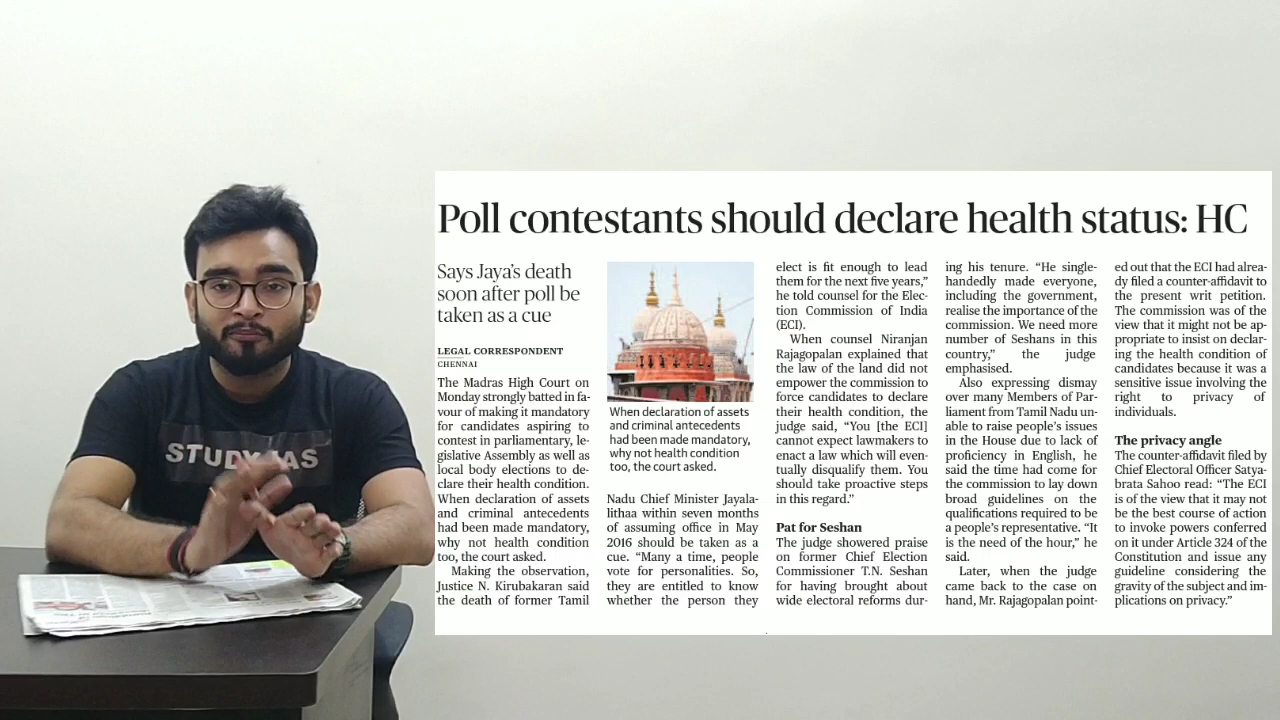 STUDY IAS
Poll contestants should declare health status: HC
Says Jaya's death
soon after poll be
taken as a cue
LEGAL CORRESPONDENT
CHENNAI
The Madras High Court on
Monday strongly batted in fa-
vour of making it mandatory
for candidates aspiring to
contest in parliamentary, le-
gislative Assembly as well as
local body elections to de-
clare their health condition.
When declaration of assets
and criminal antecedents
had been made mandatory,
why not health condition
too, the court asked.
Making the observation,
Justice N. Kirubakaran said
the death of former Tamil
When declaration of assets
and criminal antecedents
had been made mandatory,
why not health condition
too, the court asked.
Nadu Chief Minister Jayala-
lithaa within seven months
of assuming office in May
2016 should be taken as a
cue. “Many a time, people
vote for personalities. So,
they are entitled to know
whether the person they
elect is fit enough to lead
them for the next five years,”
he told counsel for the Elec-
tion Commission of India
(ECI).
When counsel Niranjan
Rajagopalan explained that
the law of the land did not
empower the commission to
force candidates to declare
their health condition, the
judge said, “You [the ECI]
cannot expect lawmakers to
enact a law which will even-
tually disqualify them. You
should take proactive steps
in this regard.”
Pat for Seshan
The judge showered praise
on former Chief Election
Commissioner T.N. Seshan
for having brought about
wide electoral reforms dur-
ing his tenure. “He single-
handedly made everyone,
including the government,
realise the importance of the
commission. We need more
number of Seshans in this
country,” the judge
emphasised.
Also expressing dismay
over many Members of Par-
liament from Tamil Nadu un-
able to raise people's issues
in the House due to lack of
proficiency in English, he
said the time had come for
the commission to lay down
broad guidelines on the
qualifications required to be
a people's representative. “It
is the need of the hour,” he
said.
Later, when the judge
came back to the case on
hand, Mr. Rajagopalan point-
ed out that the ECI had alrea-
dy filed a counter-affidavit to
the present writ petition.
The commission was of the
view that it might not be ap-
propriate to insist on declar-
ing the health condition of
candidates because it was a
sensitive issue involving the
right to privacy of
individuals.
The privacy angle
The counter-affidavit filed by
Chief Electoral Officer Satya-
brata Sahoo read: “The ECI
is of the view that it may not
be the best course of action
to invoke powers conferred
on it under Article 324 of the
Constitution and issue any
guideline considering the
gravity of the subject and im-
plications on privacy.”